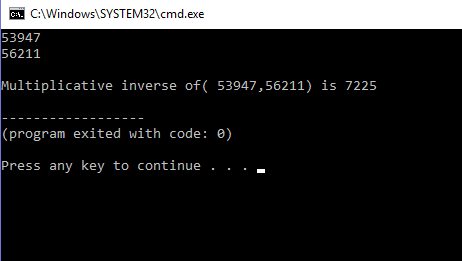 C:\Windows\SYSTEM32\cmd.exe
53947
56211
Multiplicative inverse of( 53947,56211) is 7225
------------------
(program exited with code: 0)
Press any key to continue . . .